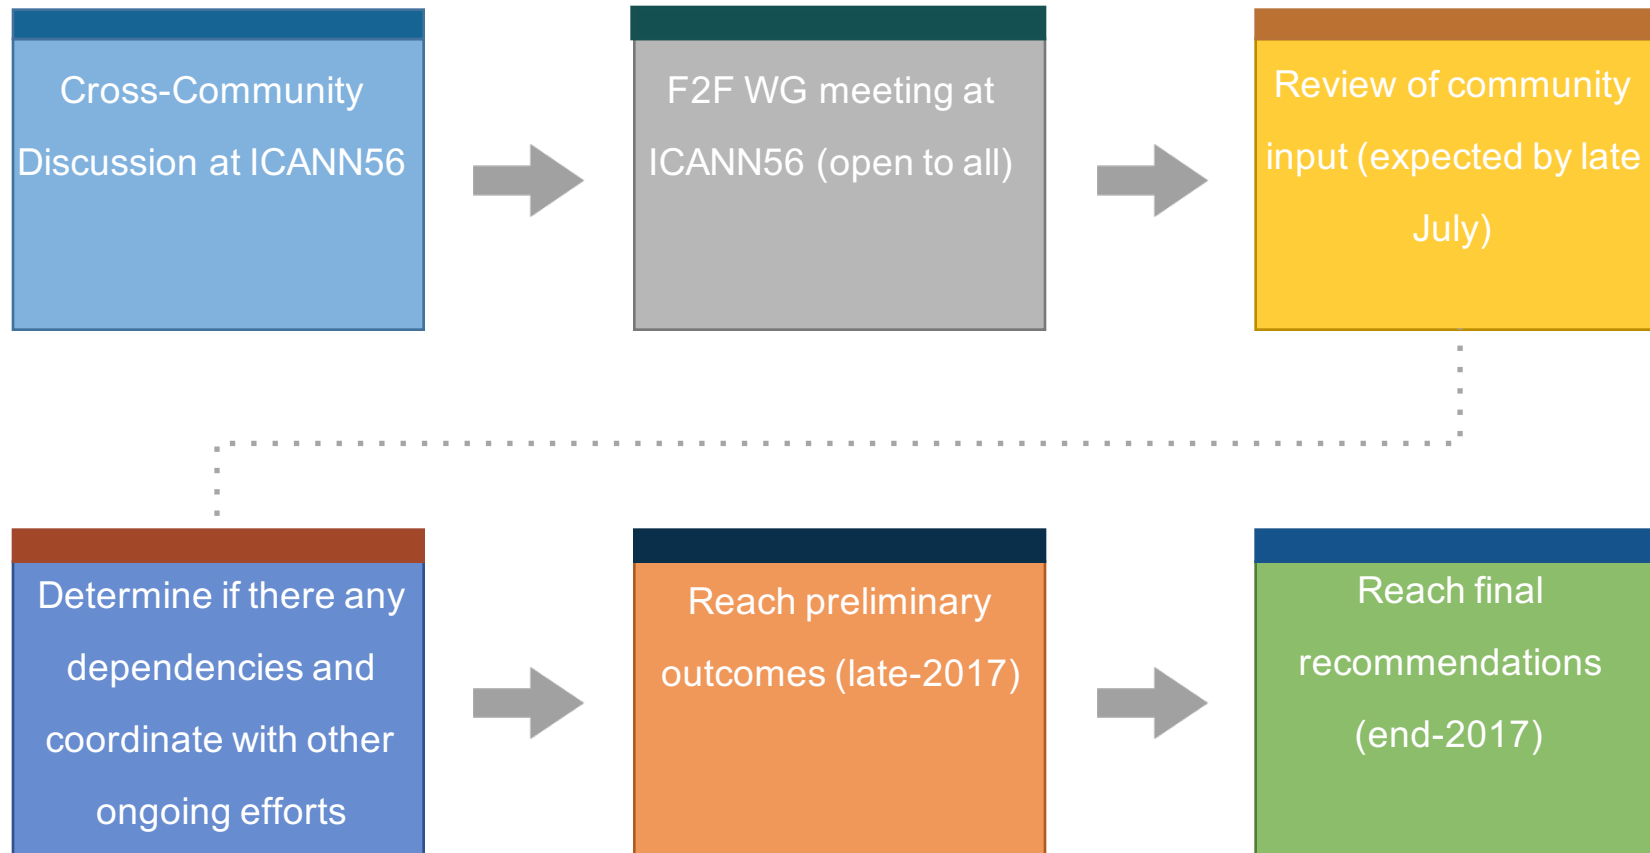 Cross-Community
Discussion at ICANN56
F2F WG meeting at
ICANN56 (open to all)
Review of community
input (expected by late
July)
Determine if there any
dependencies and
coordinate with other
ongoing efforts
Reach preliminary
outcomes (late-2017)
Reach final
recommendations
(end-2017)